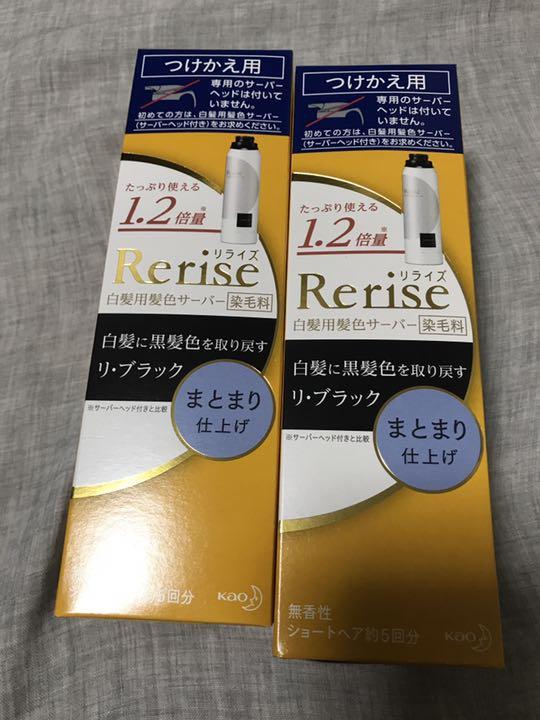 つけかえ用
専用のサーバー
ヘッドは付いて
いません。
初めての方は、白髪用髪色サーバー
(サーバーヘッド付き)をお求めください。
たっぷり使える
1.2倍量※
Rerise
リライズ
白髪用髪色サーバー 染毛料
白髪に黒髪色を取り戻す
リ・ブラック
※サーバーヘッド付きと比較
まとまり
仕上げ
5回分
Kao
つけかえ用
専用のサーバー
ヘッドは付いて
いません。
初めての方は、白髪用髪色サーバー
(サーバーヘッド付き)をお求めください。
たっぷり使える
1.2倍量※
Rerise
リライズ
白髪用髪色サーバー 染毛料
白髪に黒髪色を取り戻す
リ・ブラック
※サーバーヘッド付きと比較
まとまり
仕上げ
無香性
ショートヘア約5回分
Kao